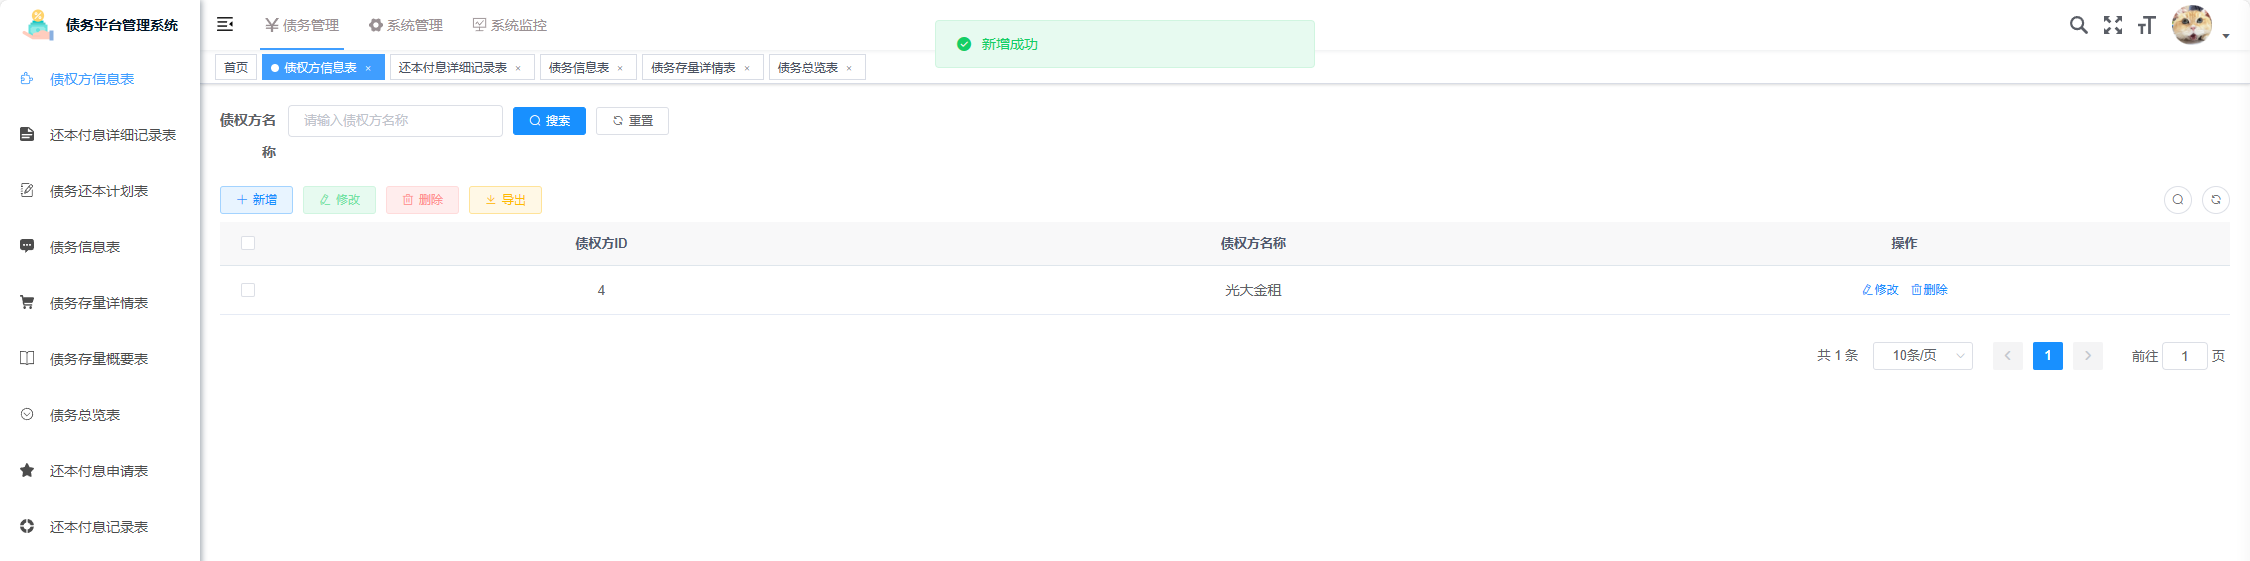 债务平台管理系统
债务管理
系统管理
系统监控
新增成功
首页
债权方信息表 ×
还本付息详细记录表 ×
债务信息表 ×
债务存量详情表 ×
债务总览表 ×
债权方信息表
还本付息详细记录表
债务还本计划表
债务信息表
债务存量详情表
债务存量概要表
债务总览表
还本付息申请表
还本付息记录表
债权方名
称
请输入债权方名称
搜索
重置
新增
修改
删除
导出
债权方ID
债权方名称
操作
4
光大金租
修改
删除
共 1 条
10条/页
1
前往 1 页